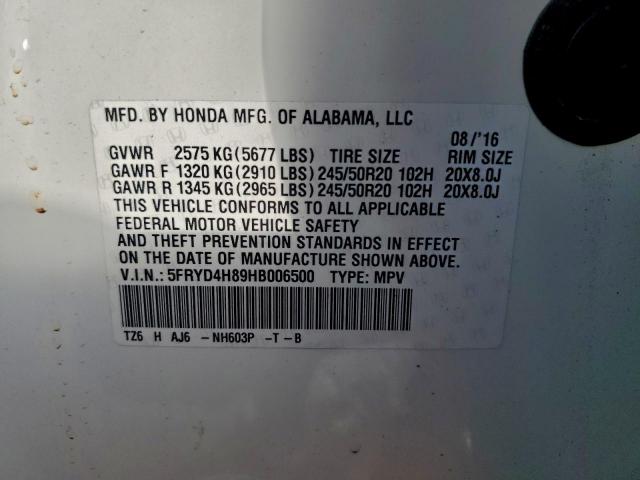 MFD. BY HONDA MFG. OF ALABAMA, LLC
08/'16
GVWR 2575 KG(5677 LBS) TIRE SIZE RIM SIZE
GAWR F 1320 KG(2910 LBS)245/50R20 102H 20X8.0J
GAWR R 1345 KG(2965 LBS)245/50R20 102H 20X8.0J
THIS VEHICLE CONFORMS TO ALL APPLICABLE
FEDERAL MOTOR VEHICLE SAFETY
AND THEFT PREVENTION STANDARDS IN EFFECT
ON THE DATE OF MANUFACTURE SHOWN ABOVE.
V.I.N.: 5FRYD4H89HB006500 TYPE: MPV
TZ6 H AJ6 -NH603P -T-B